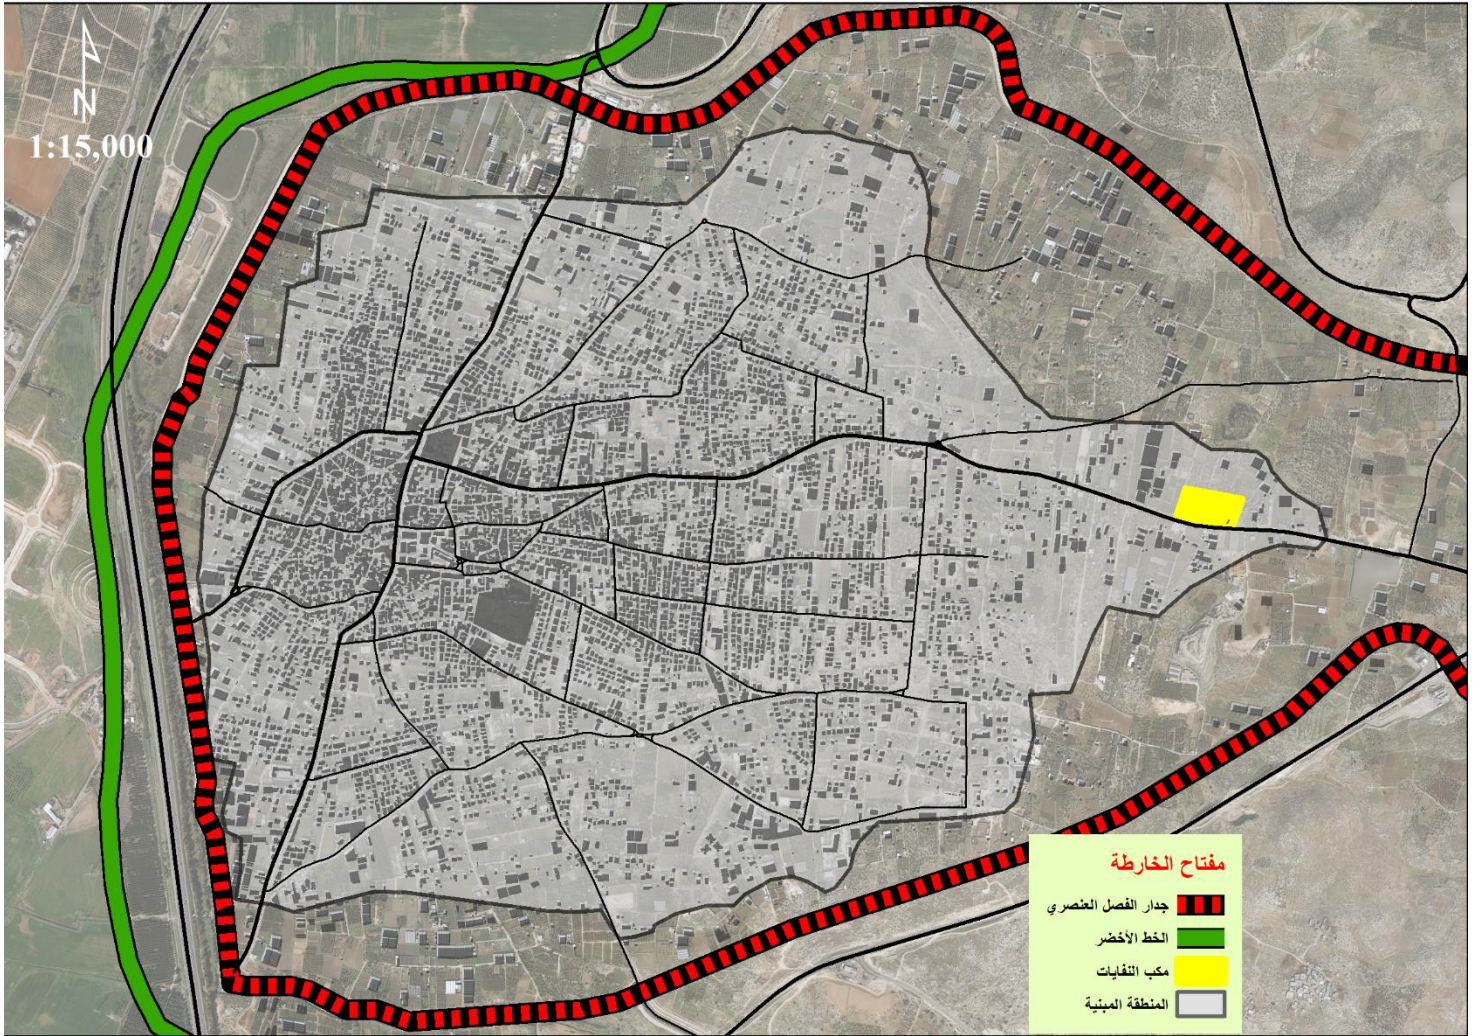 N
1:15,000
مفتاح الخارطة
جدار الفصل العنصري
الخط الأخضر
مكب النفايات
المنطقة المبنية